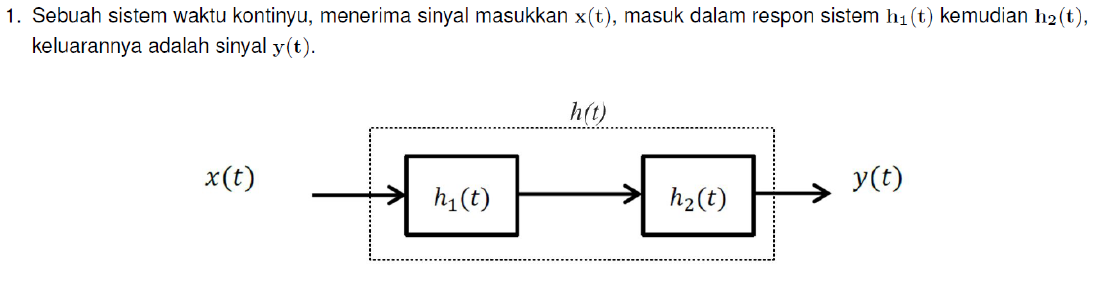 1. Sebuah sistem waktu kontinyu, menerima sinyal masukkan x(t), masuk dalam respon sistem h₁(t) kemudian h₂(t),
keluarannya adalah sinyal y(t).
h(t)
x(t)
h₁(t)
h₂(t)
y(t)